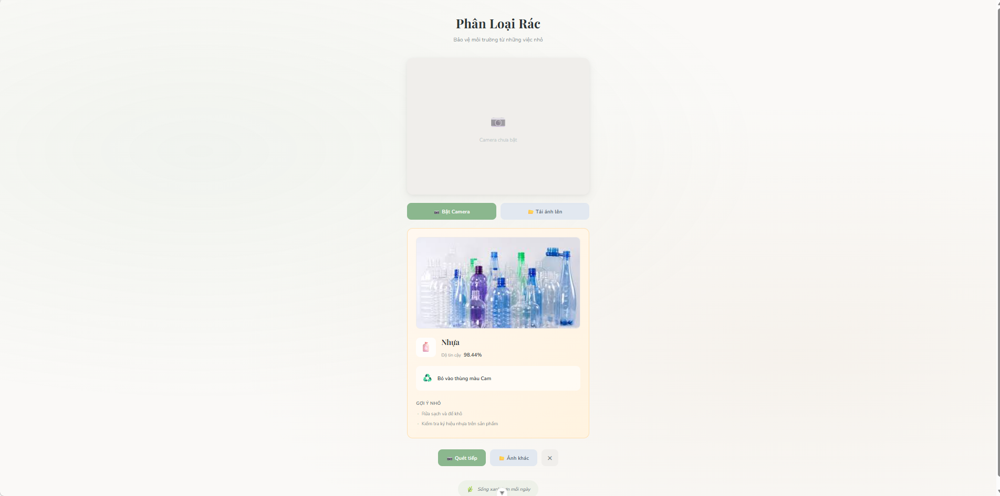 Phân Loại Rác
Bảo vệ môi trường từ những việc nhỏ
Camera chưa bật
Bật Camera
Tải ảnh lên
Nhựa
Độ tin cậy 98.44%
Bỏ vào thùng màu Cam
GỢI Ý NHỎ
· Rửa sạch và để khô
· Kiểm tra ký hiệu nhựa trên sản phẩm
Quét tiếp
Ảnh khác
✕
Sống xanh mỗi ngày